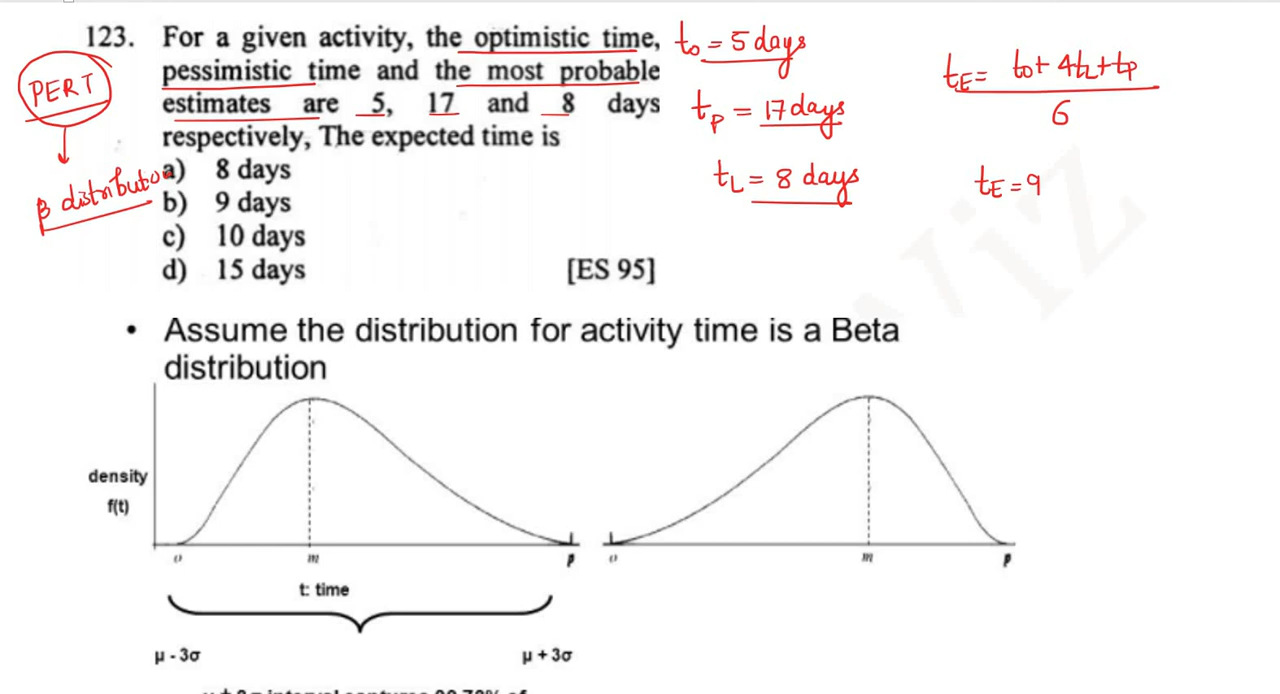 123. For a given activity, the optimistic time,
pessimistic time and the most probable
estimates are 5, 17 and 8 days
respectively, The expected time is
a) 8 days
b) 9 days
c) 10 days
d) 15 days [ES 95]
PERT
β distributo
to = 5 days
tp = 17 days
tL = 8 days
tE = to + 4tL + tp
6
tE = 9
• Assume the distribution for activity time is a Beta
distribution
density
f(t)
o m p
o m p
t: time
μ - 3σ μ + 3σ